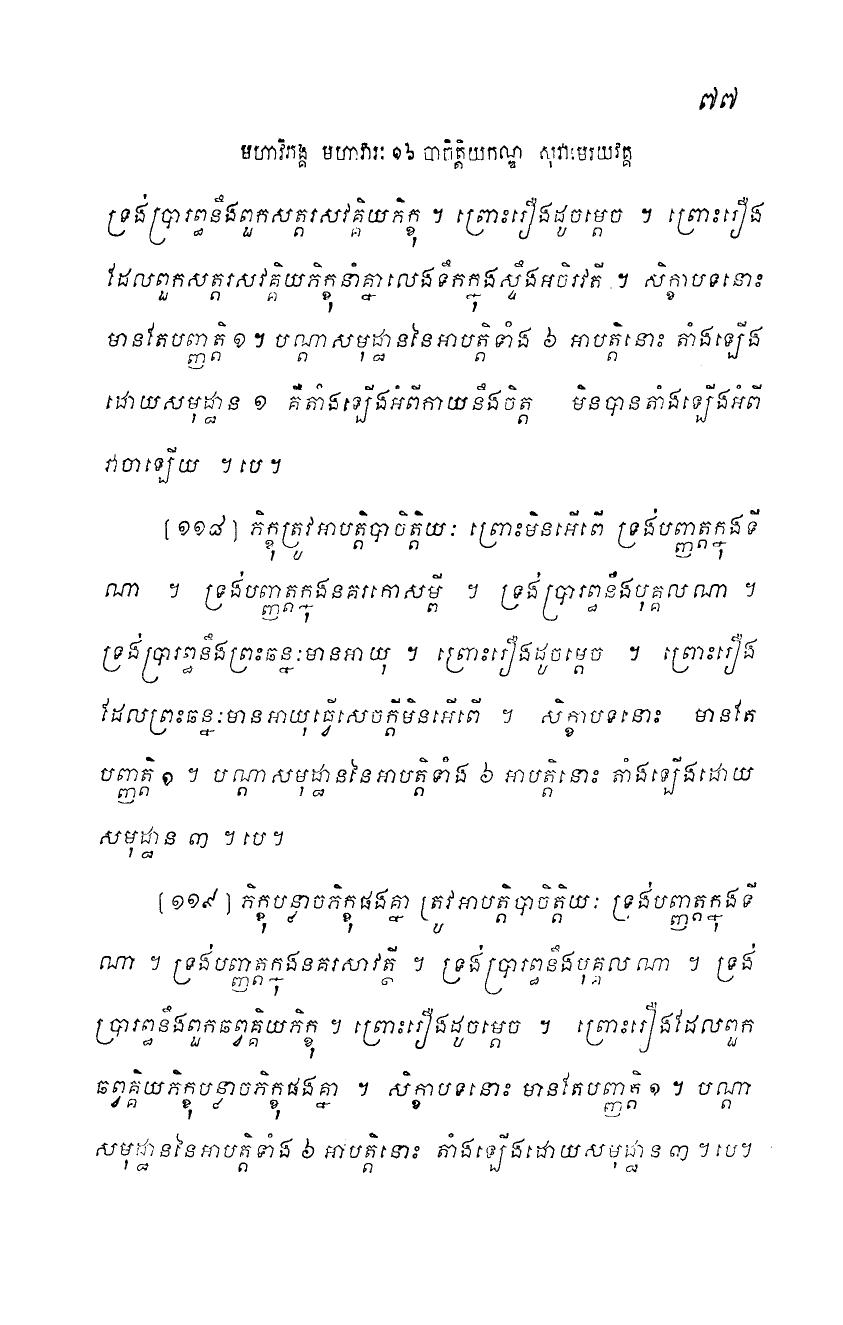 ៧៧
មហាវិភង្គ មហាវារៈ ១៦ បាចិត្តិយកណ្ឌ សុរាមេរយវគ្គ
ទ្រង់ប្រារព្ធនឹងពួកសត្តរសវគ្គិយភិក្ខុ ។ ព្រោះរឿងដូចម្តេច ។ ព្រោះរឿង
ដែលពួកសត្តរសវគ្គិយភិក្ខុនាំគ្នាលេងទឹកក្នុងស្ទឹងអចិរវតី ។ សិក្ខាបទនោះ
មានតែបញ្ញត្តិ ១ ។ បណ្តាសមុដ្ឋាននៃអាបត្តិទាំង ៦ អាបត្តិនោះ តាំងឡើង
ដោយសមុដ្ឋាន ១ គឺតាំងឡើងអំពីកាយនឹងចិត្ត មិនបានតាំងឡើងអំពី
វាចាឡើយ ។ បេ ។
[១១៨] ភិក្ខុត្រូវអាបត្តិបាចិត្តិយៈ ព្រោះមិនអើពើ ទ្រង់បញ្ញត្តក្នុងទី
ណា ។ ទ្រង់បញ្ញត្តក្នុងនគរកោសម្ពី ។ ទ្រង់ប្រារព្ធនឹងបុគ្គលណា ។
ទ្រង់ប្រារព្ធនឹងព្រះឆន្នៈមានអាយុ ។ ព្រោះរឿងដូចម្តេច ។ ព្រោះរឿង
ដែលព្រះឆន្នៈមានអាយុធ្វើសេចក្តីមិនអើពើ ។ សិក្ខាបទនោះ មានតែ
បញ្ញត្តិ ១ ។ បណ្តាសមុដ្ឋាននៃអាបត្តិទាំង ៦ អាបត្តិនោះ តាំងឡើងដោយ
សមុដ្ឋាន ៣ ។ បេ ។
[១១៩] ភិក្ខុបន្លាចភិក្ខុផងគ្នា ត្រូវអាបត្តិបាចិត្តិយៈ ទ្រង់បញ្ញត្តក្នុងទី
ណា ។ ទ្រង់បញ្ញត្តក្នុងនគរសាវត្ថី ។ ទ្រង់ប្រារព្ធនឹងបុគ្គលណា ។ ទ្រង់
ប្រារព្ធនឹងពួកឆព្វគ្គិយភិក្ខុ ។ ព្រោះរឿងដូចម្តេច ។ ព្រោះរឿងដែលពួក
ឆព្វគ្គិយភិក្ខុបន្លាចភិក្ខុផងគ្នា ។ សិក្ខាបទនោះ មានតែបញ្ញត្តិ ១ ។ បណ្តា
សមុដ្ឋាននៃអាបត្តិទាំង ៦ អាបត្តិនោះ តាំងឡើងដោយសមុដ្ឋាន ៣ ។ បេ ។